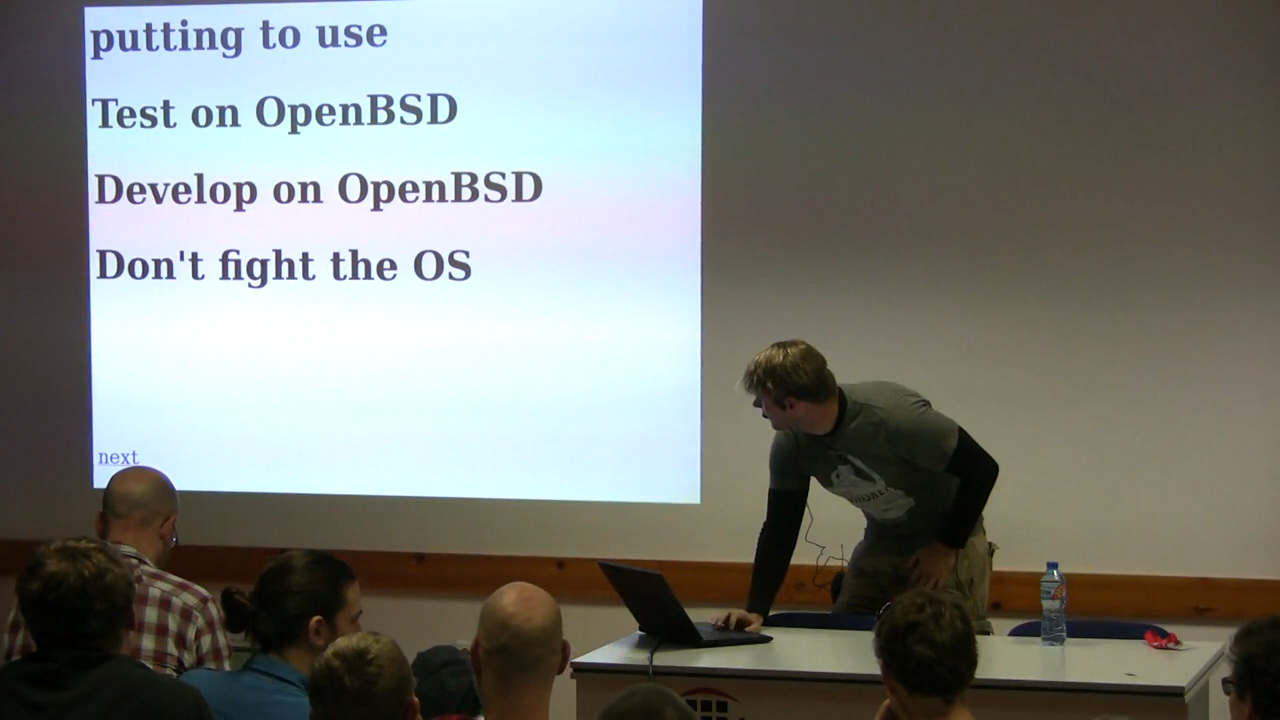 putting to use
Test on OpenBSD
Develop on OpenBSD
Don't fight the OS
next